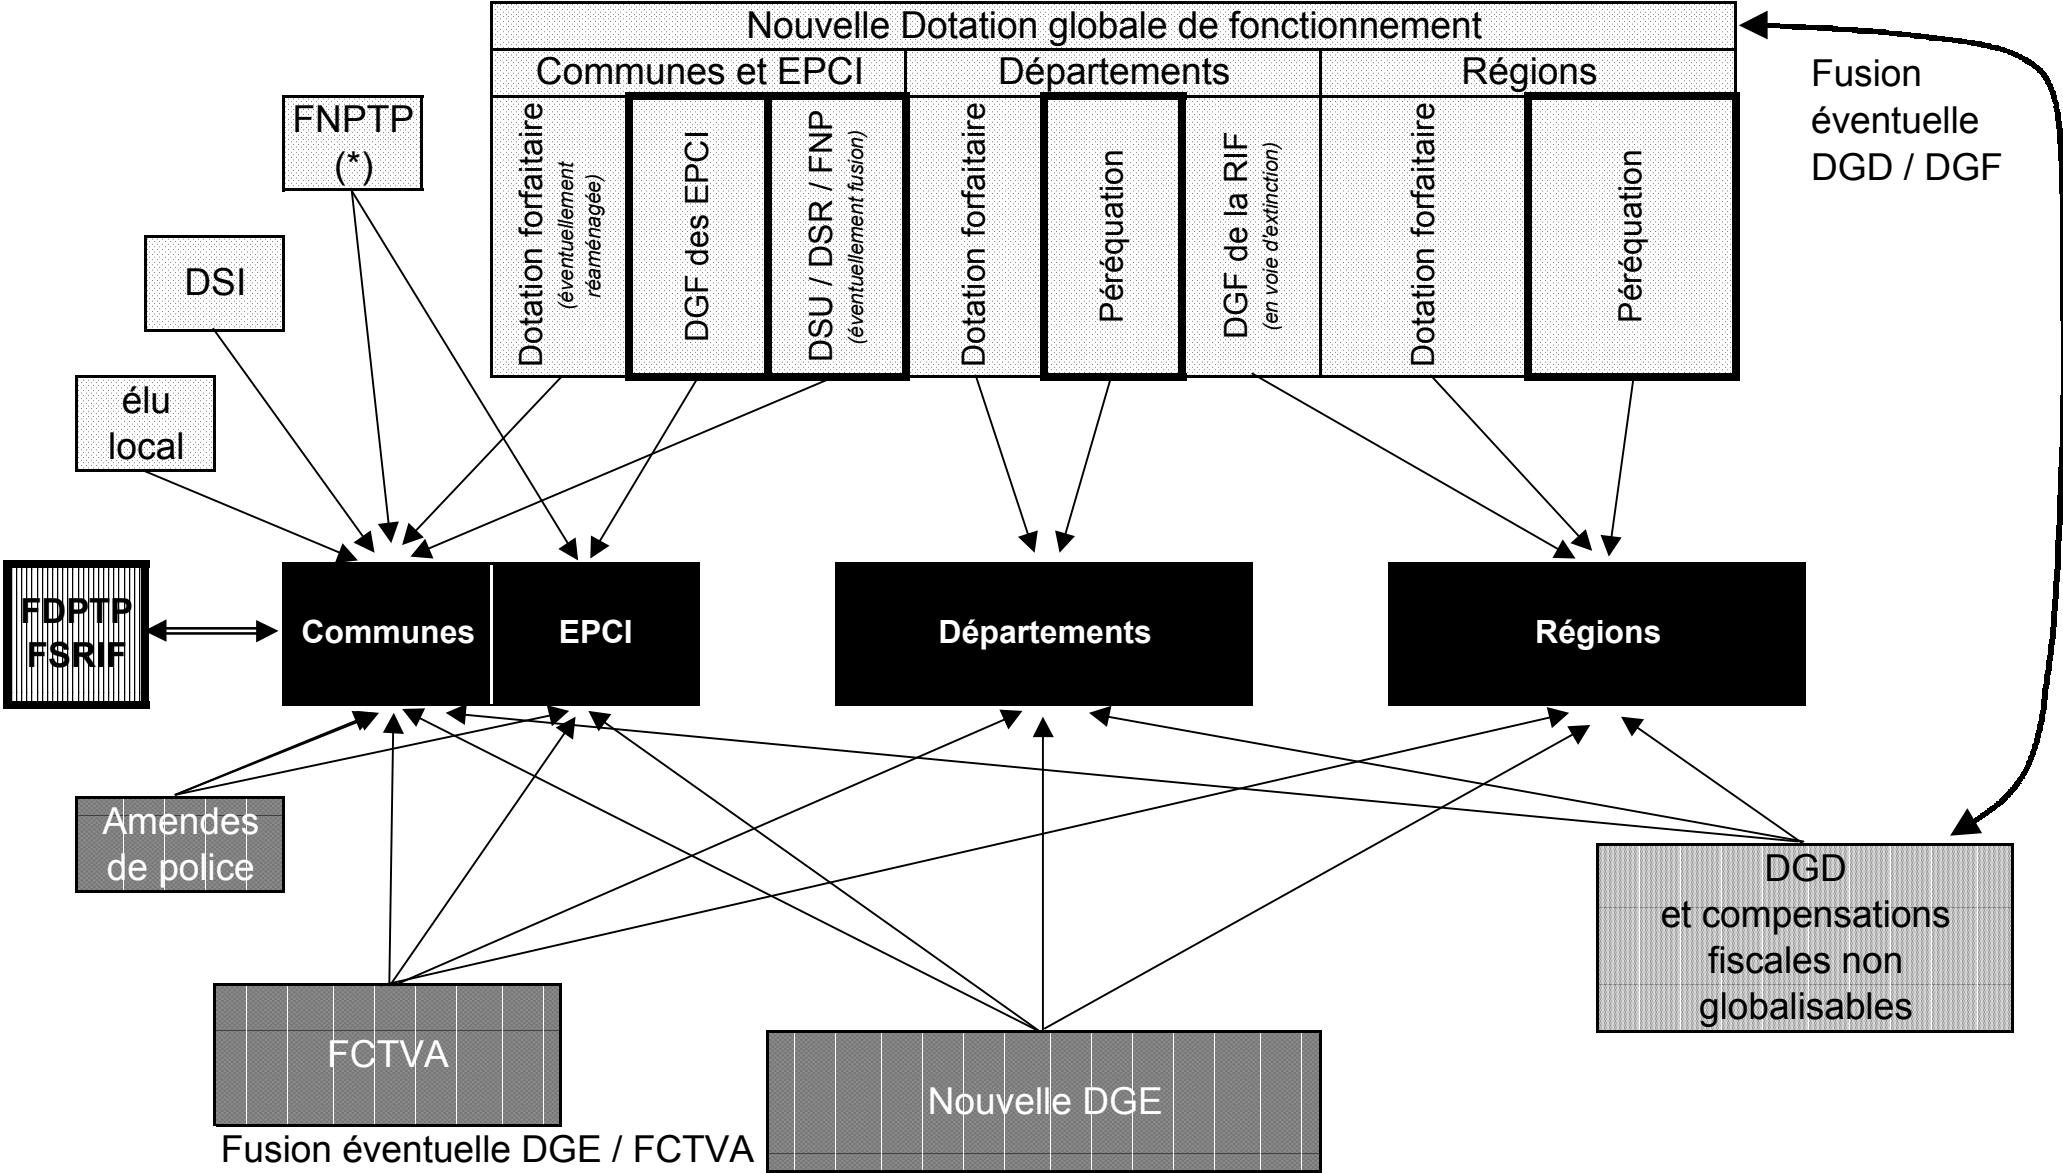 Nouvelle Dotation globale de fonctionnement
Communes et EPCI
Départements
Régions
Fusion
éventuelle
DGD / DGF
FNPTP
(*)
DSI
élu
local
Dotation forfaitaire
(éventuellement
réaménagée)
DGF des EPCI
DSU / DSR / FNP
(éventuellement fusion)
Dotation forfaitaire
Péréquation
DGF de la RIF
(en voie d'extinction)
Dotation forfaitaire
Péréquation
FDPTP
FSRIF
Communes
EPCI
Départements
Régions
Amendes
de police
DGD
et compensations
fiscales non
globalisables
FCTVA
Nouvelle DGE
Fusion éventuelle DGE / FCTVA